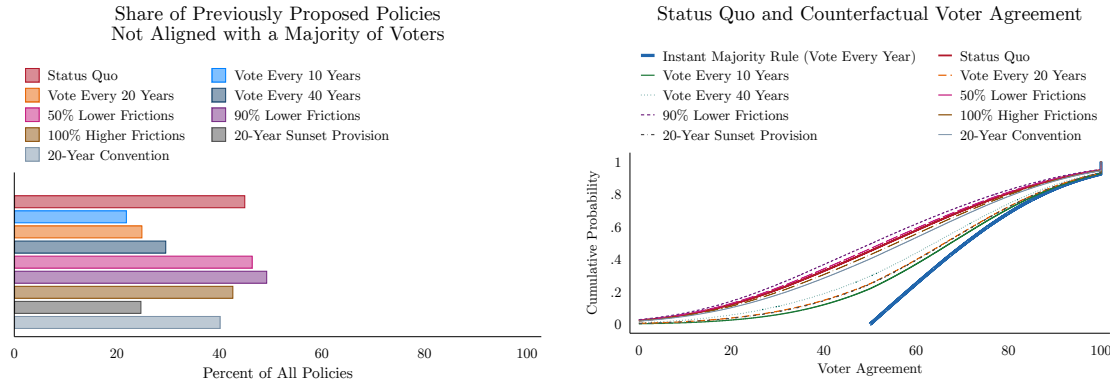 Share of Previously Proposed Policies
Not Aligned with a Majority of Voters
Status Quo
Vote Every 10 Years
Vote Every 20 Years
Vote Every 40 Years
50% Lower Frictions
90% Lower Frictions
100% Higher Frictions
20-Year Sunset Provision
20-Year Convention
0 20 40 60 80 100
Percent of All Policies
Status Quo and Counterfactual Voter Agreement
Instant Majority Rule (Vote Every Year)
Status Quo
Vote Every 10 Years
Vote Every 20 Years
Vote Every 40 Years
50% Lower Frictions
90% Lower Frictions
100% Higher Frictions
20-Year Sunset Provision
20-Year Convention
Cumulative Probability
1
.8
.6
.4
.2
0
0 20 40 60 80 100
Voter Agreement